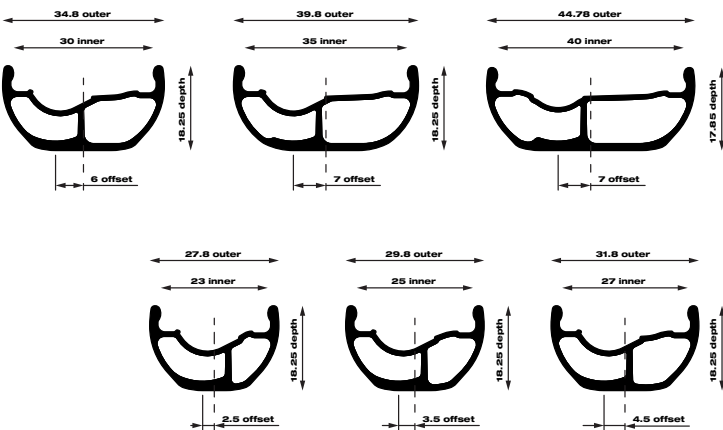 34.8 outer
39.8 outer
44.78 outer
30 inner
35 inner
40 inner
18.25 depth
18.25 depth
17.85 depth
6 offset
7 offset
7 offset
27.8 outer
29.8 outer
31.8 outer
23 inner
25 inner
27 inner
18.25 depth
18.25 depth
18.25 depth
2.5 offset
3.5 offset
4.5 offset